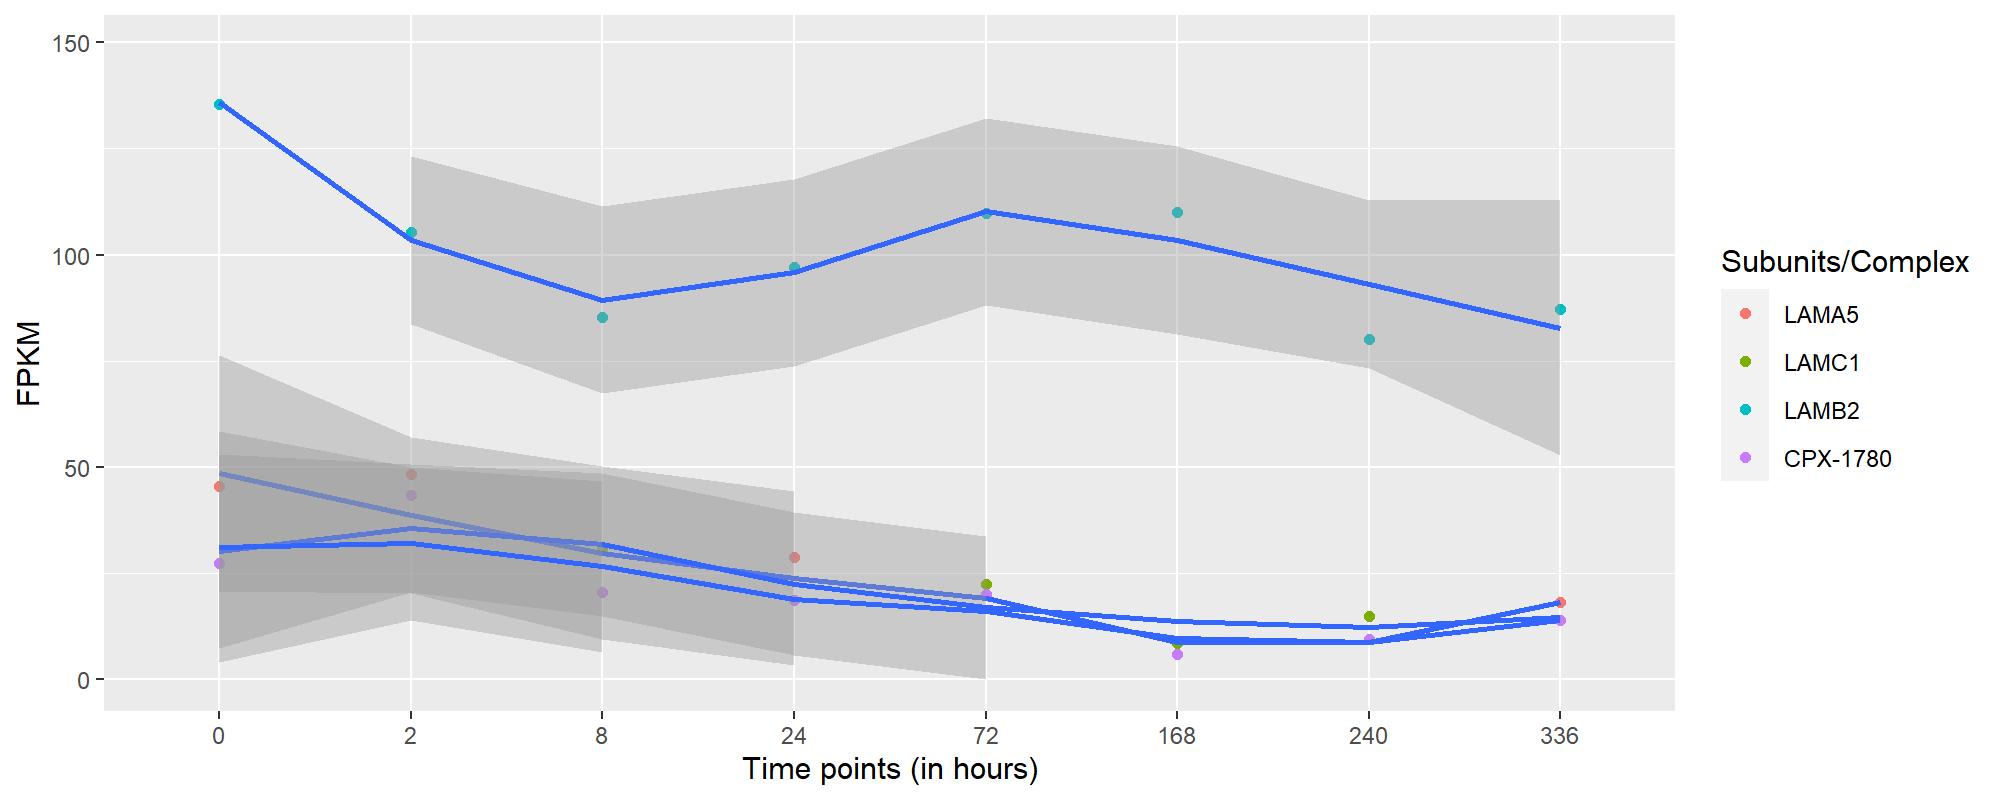 150
100
50
0
FPKM
0 2 8 24 72 168 240 336
Time points (in hours)
Subunits/Complex
LAMA5
LAMC1
LAMB2
CPX-1780